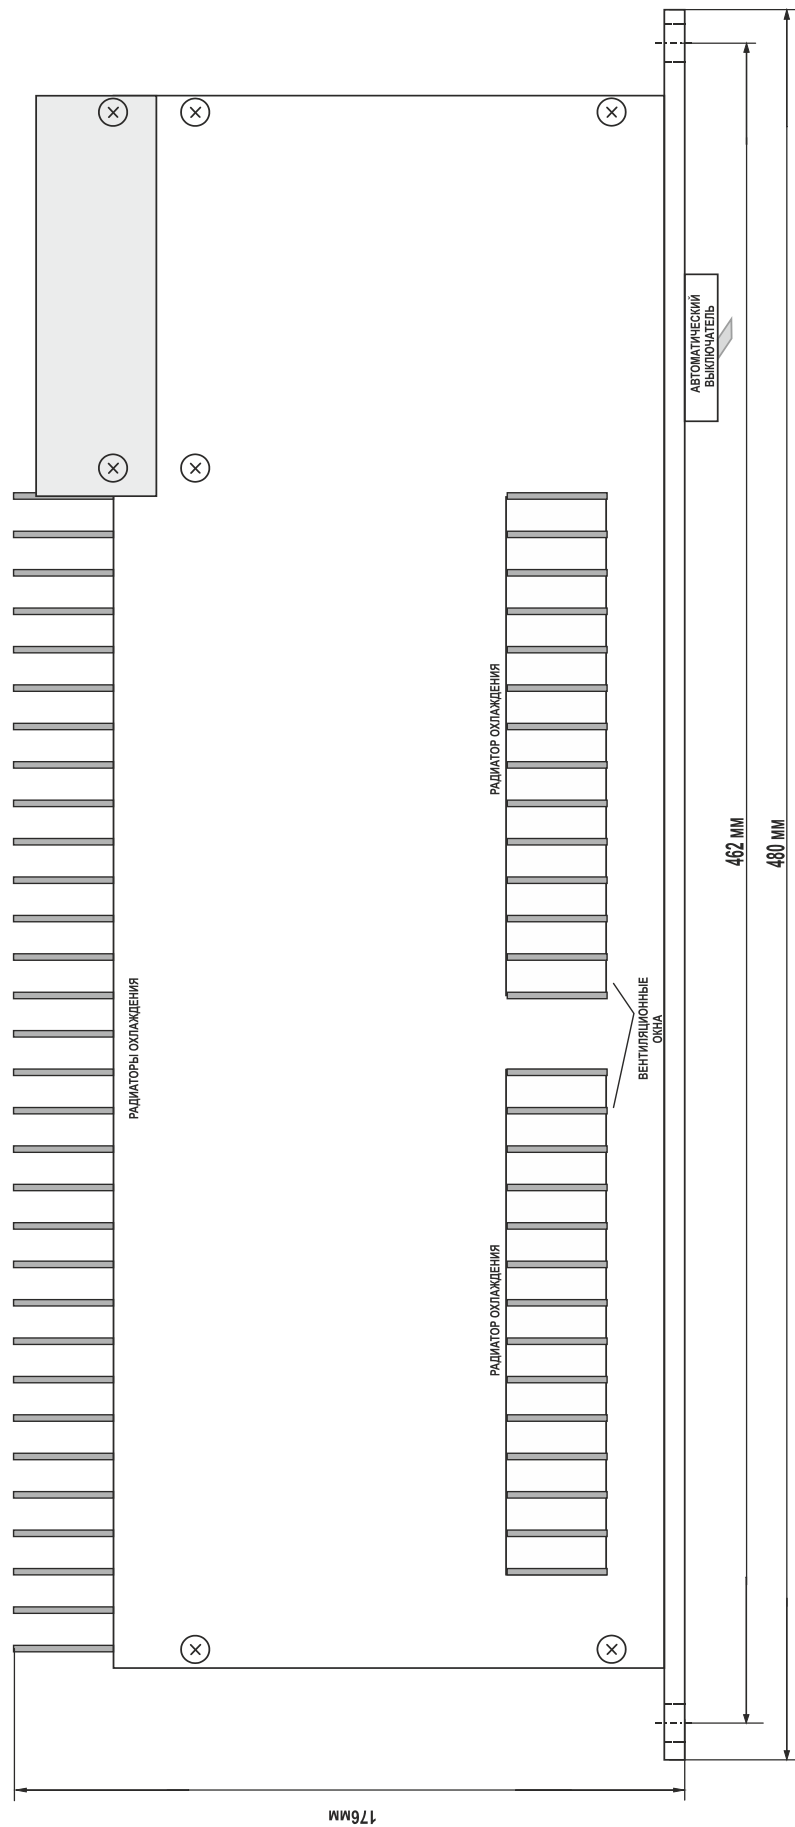 АВТОМАТИЧЕСКИЙ
ВЫКЛЮЧАТЕЛЬ
РАДИАТОР ОХЛАЖДЕНИЯ
462 мм
480 мм
РАДИАТОРЫ ОХЛАЖДЕНИЯ
ВЕНТИЛЯЦИОННЫЕ
ОКНА
РАДИАТОР ОХЛАЖДЕНИЯ
176мм